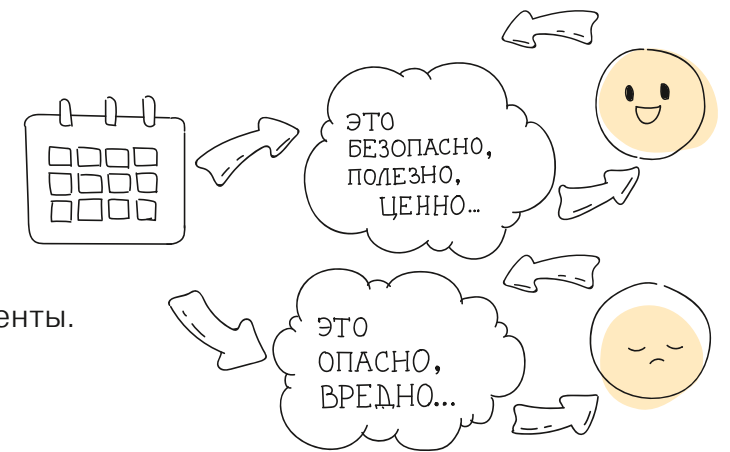 ЭТО
БЕЗОПАСНО,
ПОЛЕЗНО,
ЦЕННО...
енты.
ЭТО
ОПАСНО,
ВРЕДНО...